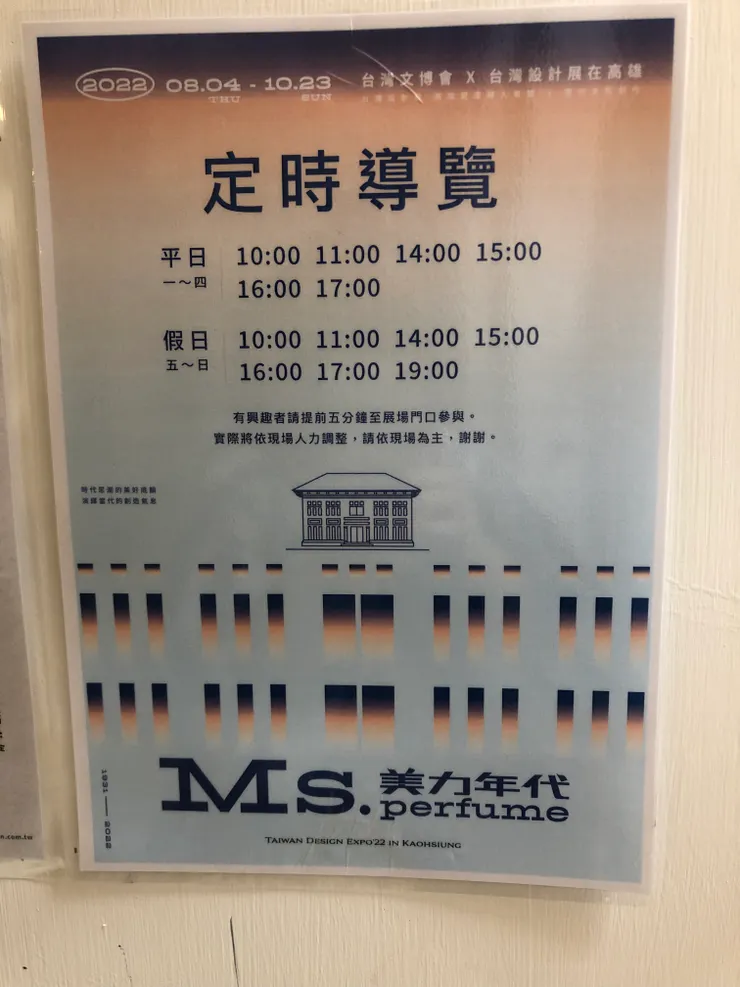 2022 08.04 - 10.23 台灣文博會 X 台灣設計展在高雄
THU SUN
定時導覽
平日 10:00 11:00 14:00 15:00
一~四 16:00 17:00
假日 10:00 11:00 14:00 15:00
五~日 16:00 17:00 19:00
有興趣者請提前五分鐘至展場門口參與。
實際將依現場人力調整,請依現場為主,謝謝。
Ms. 美力年代
perfume
1931 2022
TAIWAN DESIGN EXPO'22 IN KAOHSIUNG
n.com.tw